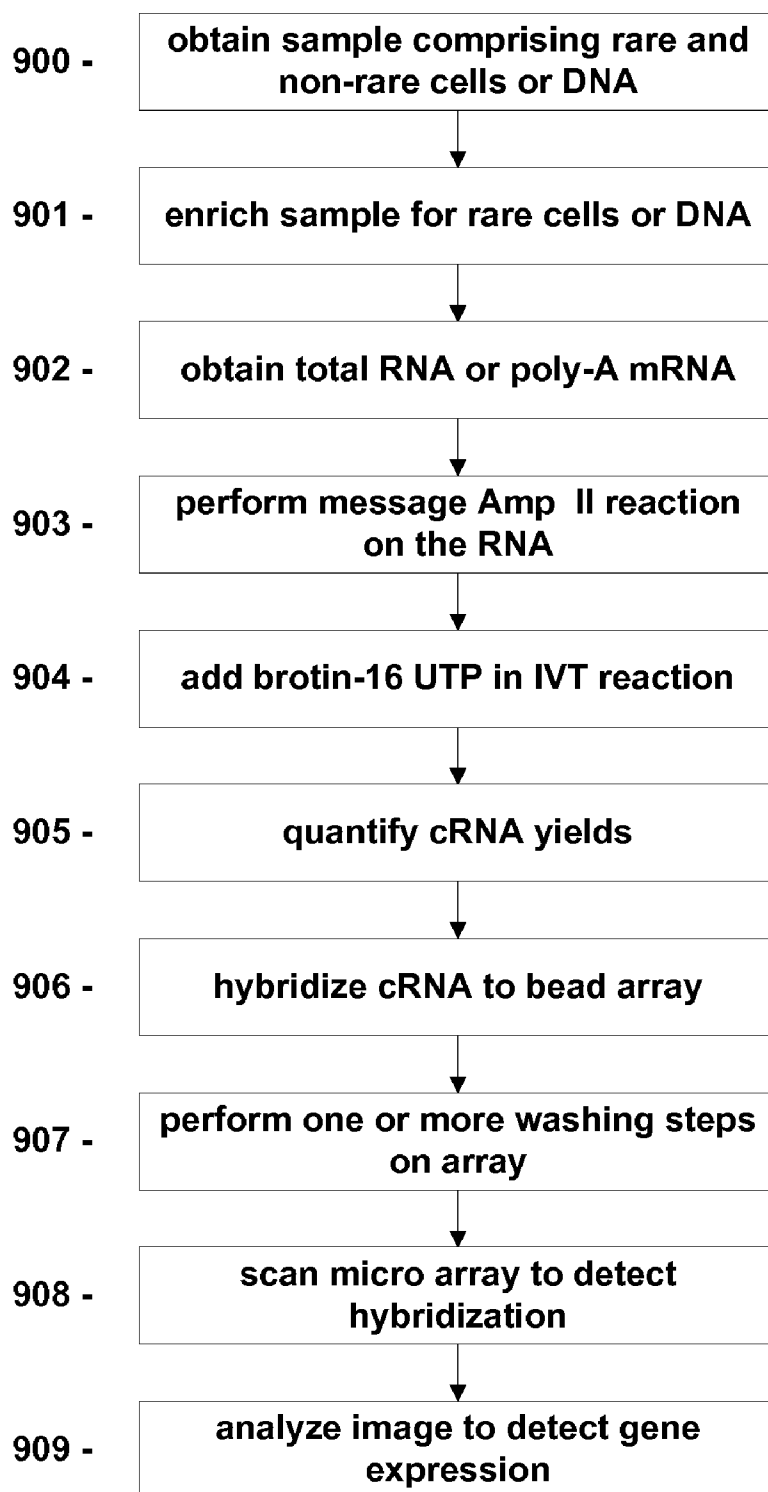 900 -
obtain sample comprising rare and
non-rare cells or DNA
901 -
enrich sample for rare cells or DNA
902 -
obtain total RNA or poly-A mRNA
903 -
perform message Amp II reaction
on the RNA
904 -
add brotin-16 UTP in IVT reaction
905 -
quantify cRNA yields
906 -
hybridize cRNA to bead array
907 -
perform one or more washing steps
on array
908 -
scan micro array to detect
hybridization
909 -
analyze image to detect gene
expression